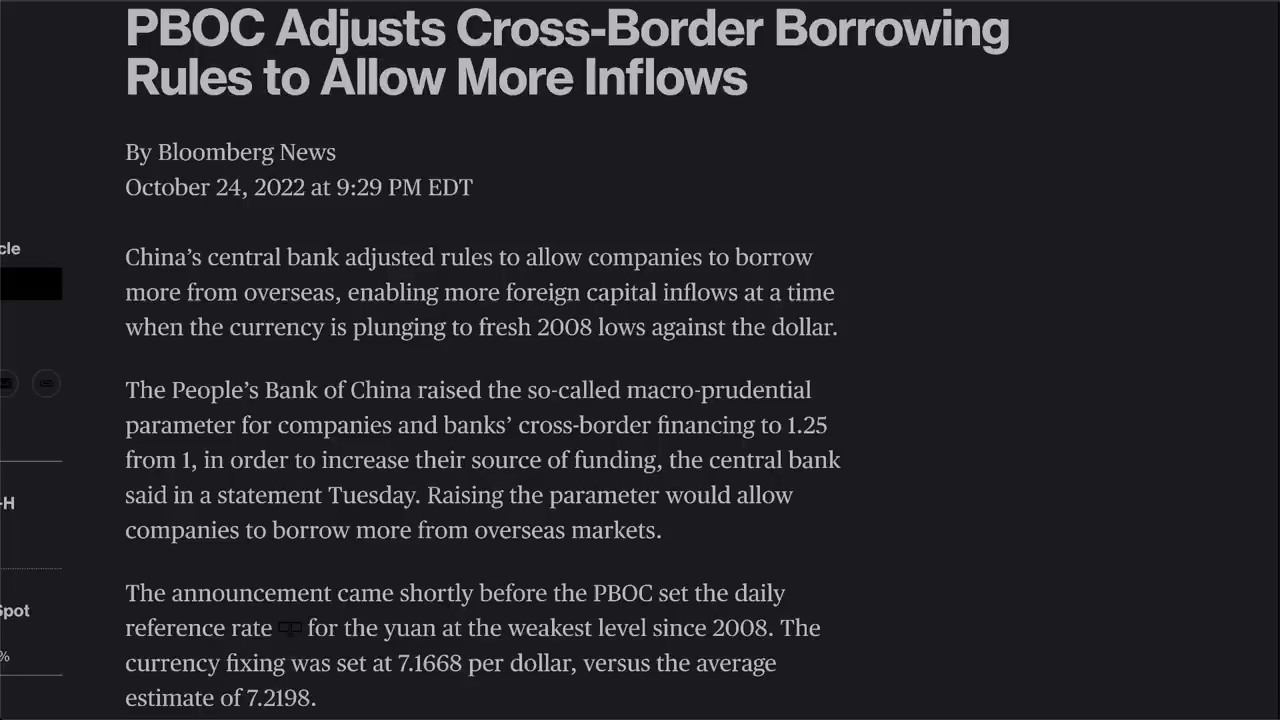 PBOC Adjusts Cross-Border Borrowing
Rules to Allow More Inflows
By Bloomberg News
October 24, 2022 at 9:29 PM EDT
cle
China's central bank adjusted rules to allow companies to borrow
more from overseas, enabling more foreign capital inflows at a time
when the currency is plunging to fresh 2008 lows against the dollar.
The People's Bank of China raised the so-called macro-prudential
parameter for companies and banks' cross-border financing to 1.25
from 1, in order to increase their source of funding, the central bank
said in a statement Tuesday. Raising the parameter would allow
companies to borrow more from overseas markets.
-H
The announcement came shortly before the PBOC set the daily
reference rate for the yuan at the weakest level since 2008. The
currency fixing was set at 7.1668 per dollar, versus the average
estimate of 7.2198.
Spot
%